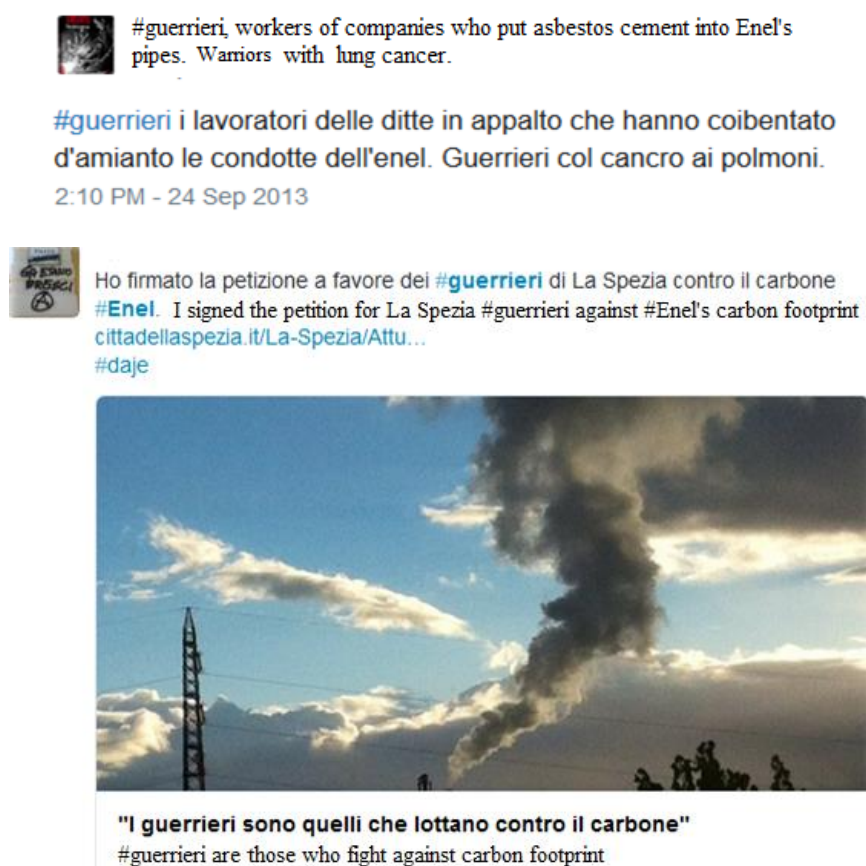 #guerrieri, workers of companies who put asbestos cement into Enel's
pipes. Warriors with lung cancer.
#guerrieri i lavoratori delle ditte in appalto che hanno coibentato
d'amianto le condotte dell'enel. Guerrieri col cancro ai polmoni.
2:10 PM - 24 Sep 2013
GAETANO
BRESCI
Ho firmato la petizione a favore dei #guerrieri di La Spezia contro il carbone
#Enel. I signed the petition for La Spezia #guerrieri against #Enel's carbon footprint
cittadellaspezia.it/La-Spezia/Attu...
#daje
"I guerrieri sono quelli che lottano contro il carbone"
#guerrieri are those who fight against carbon footprint